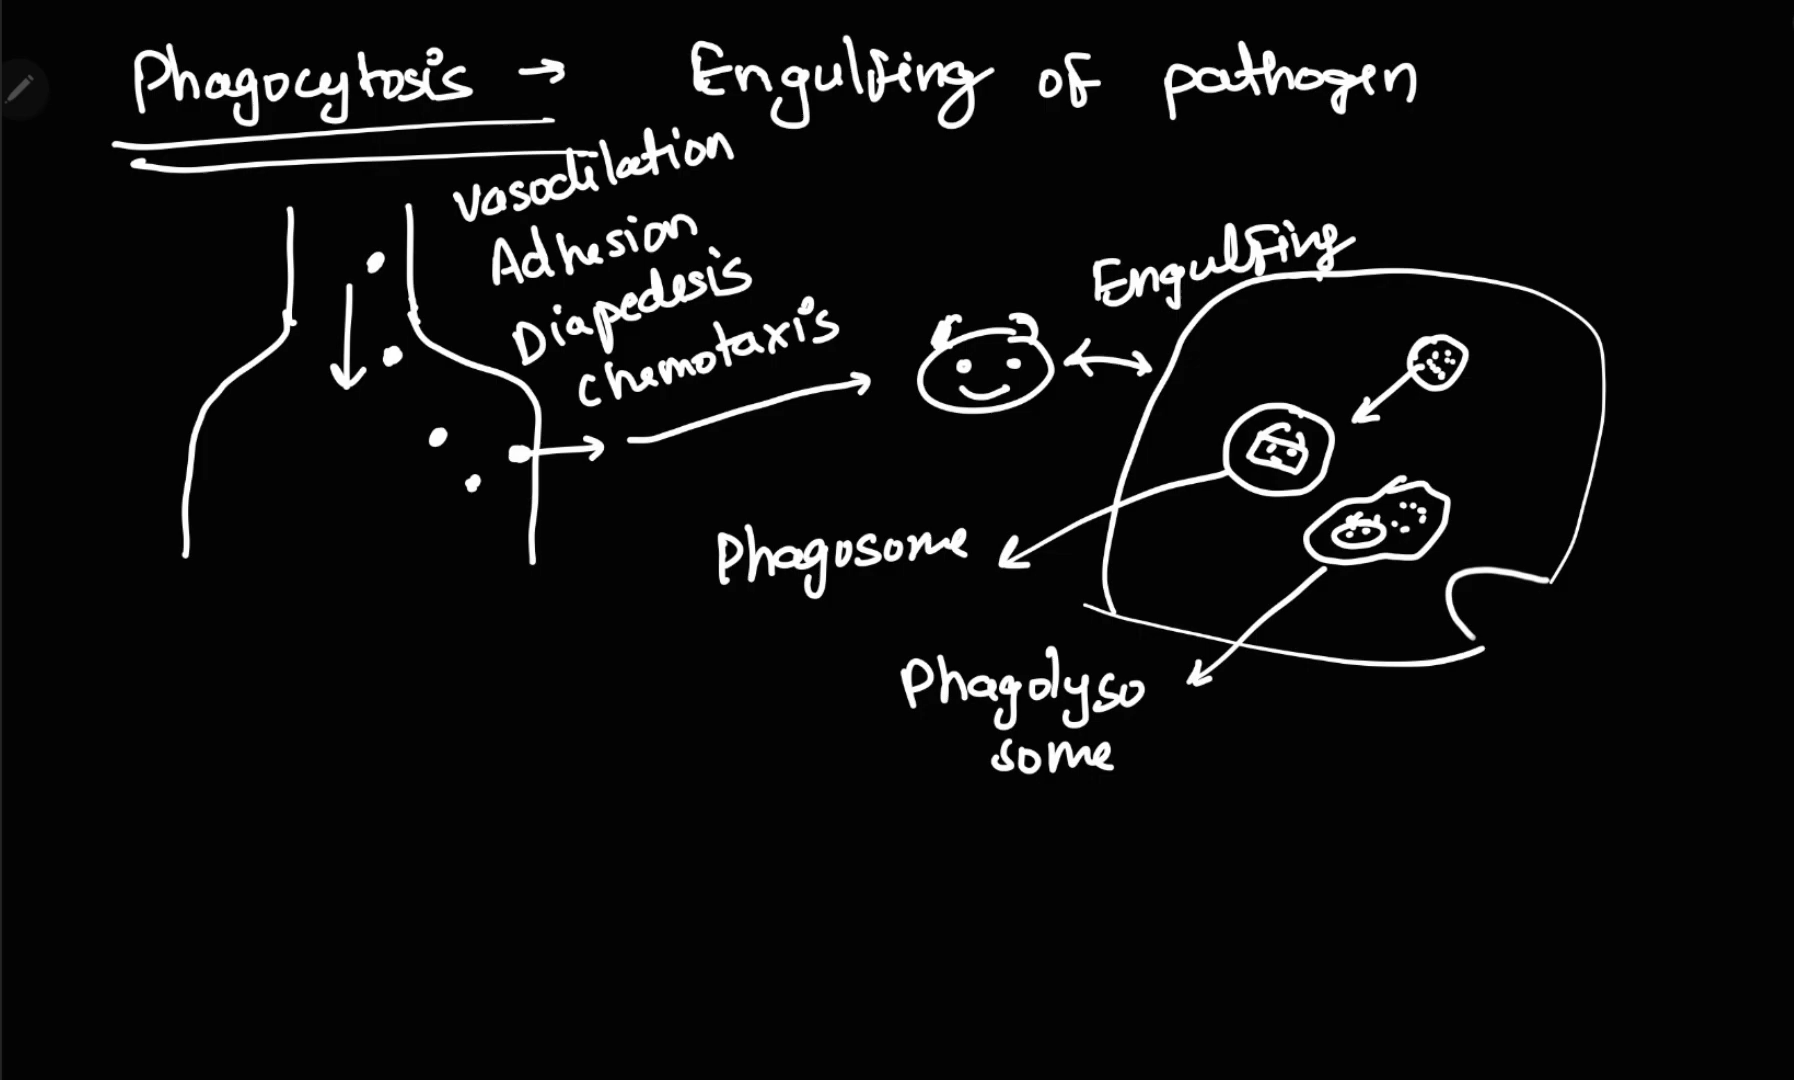 Phagocytosis → Engulfing of pathogen
Vasodilation
Adhesion
Diapedesis
chemotaxis
Engulfing
Phagosome
Phagolyso
some